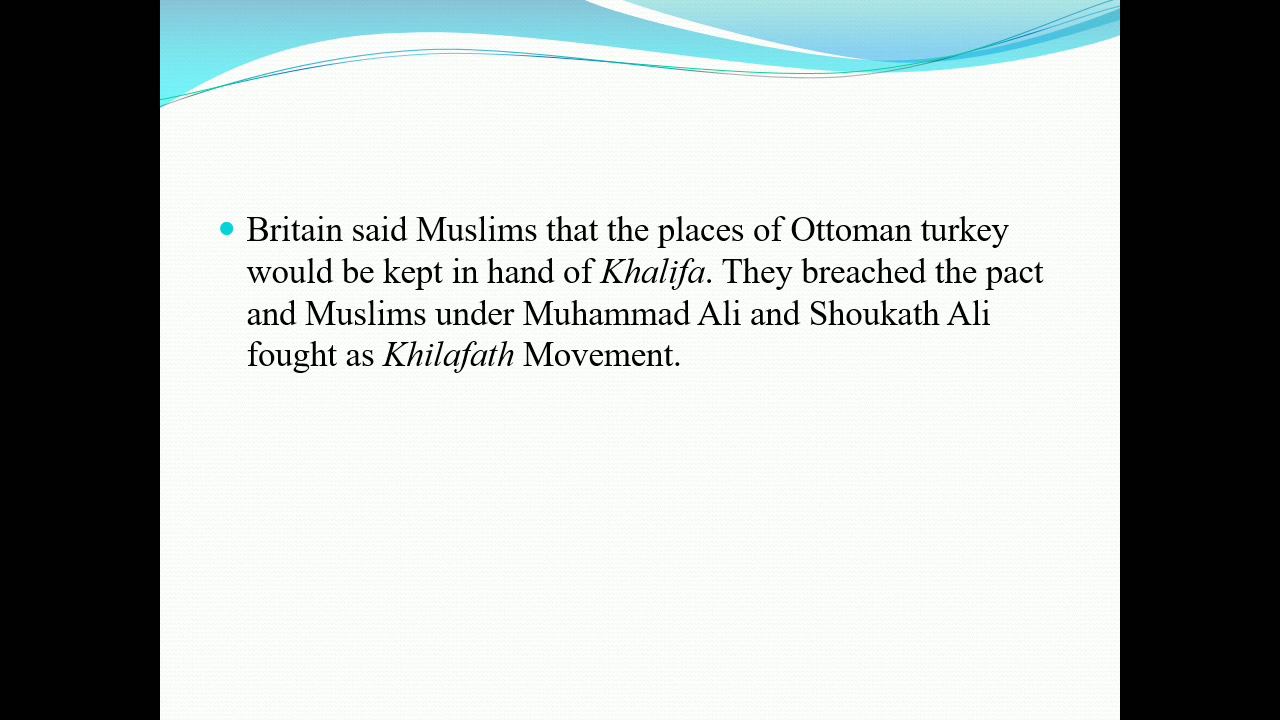 Britain said Muslims that the places of Ottoman turkey
would be kept in hand of Khalifa. They breached the pact
and Muslims under Muhammad Ali and Shoukath Ali
fought as Khilafath Movement.